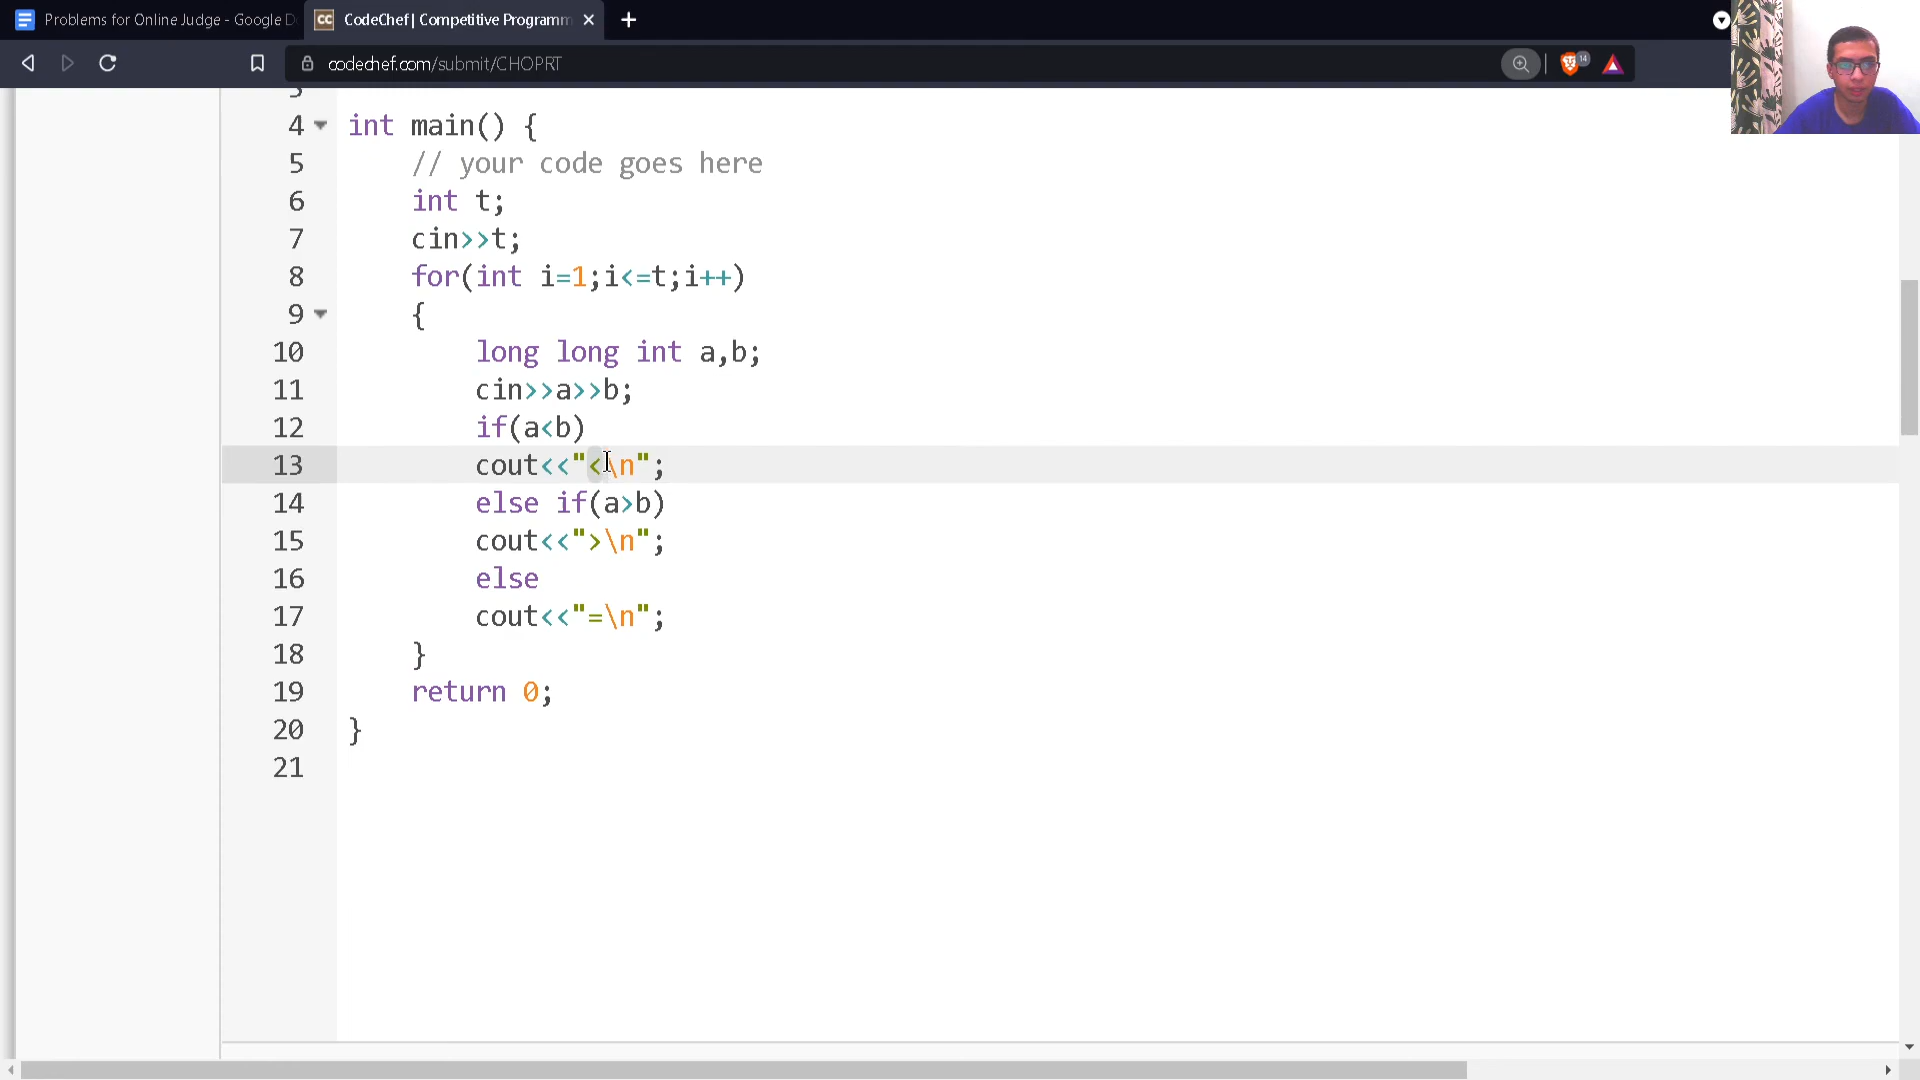 Problems for Online Judge - Google D
CodeChef | Competitive Programm
codechef.com/submit/CHOPRT
14
4 int main() {
5 // your code goes here
6 int t;
7 cin>>t;
8 for(int i=1;i<=t;i++)
9 {
10 long long int a,b;
11 cin>>a>>b;
12 if(a<b)
13 cout<<"<\n";
14 else if(a>b)
15 cout<<">\n";
16 else
17 cout<<"=\n";
18 }
19 return 0;
20 }
21